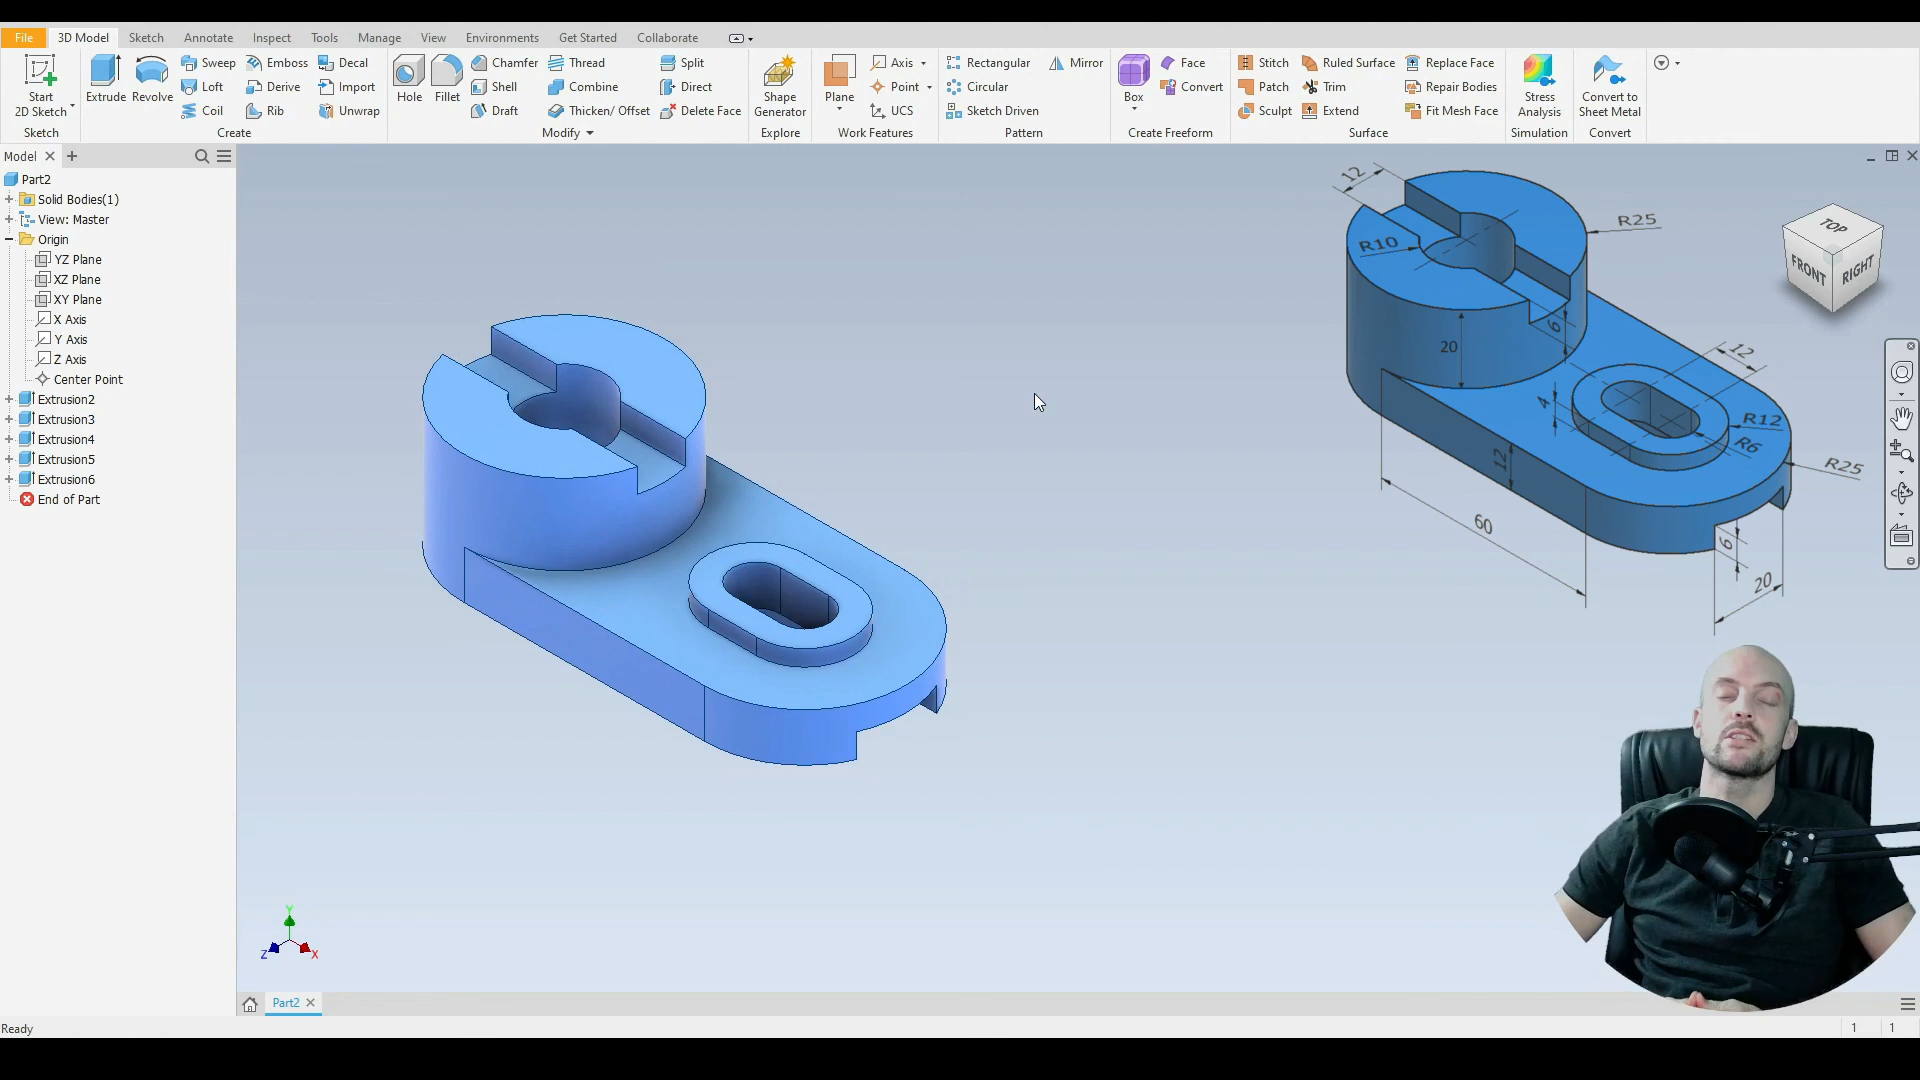 File 3D Model Sketch Annotate Inspect Tools Manage View Environments Get Started Collaborate
Start
2D Sketch
Sketch
Extrude Revolve
Sweep Emboss Decal
Loft Derive Import
Coil Rib Unwrap
Create
Hole Fillet
Chamfer Thread Split
Shell Combine Direct
Draft Thicken/ Offset Delete Face
Modify
Shape
Generator
Explore
Plane
Axis
Point
UCS
Work Features
Rectangular Mirror
Circular
Sketch Driven
Pattern
Box
Face
Convert
Create Freeform
Stitch Ruled Surface Replace Face
Patch Trim Repair Bodies
Sculpt Extend Fit Mesh Face
Surface
Stress
Analysis
Simulation
Convert to
Sheet Metal
Convert
Model
Part2
Solid Bodies(1)
View: Master
Origin
YZ Plane
XZ Plane
XY Plane
X Axis
Y Axis
Z Axis
Center Point
Extrusion2
Extrusion3
Extrusion4
Extrusion5
Extrusion6
End of Part
12
R25
R10
6
20
12
4
R12
R6
R25
12
60
6
20
TOP
FRONT RIGHT
Y
Z X
Part2
Ready
1 1